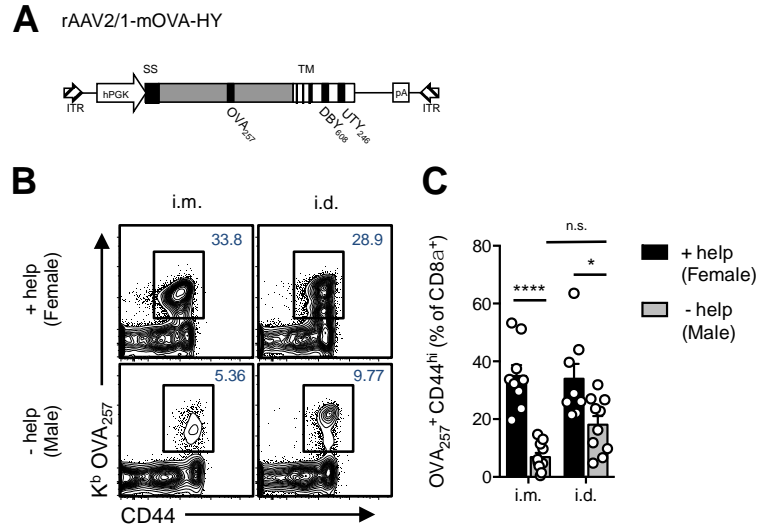 A
rAAV2/1-mOVA-HY
SS
TM
hPGK
pA
ITR
ITR
OVA257
DBY608
UTY246
B
i.m.
i.d.
+ help
(Female)
33.8
28.9
- help
(Male)
5.36
9.77
Kb OVA257
CD44
C
n.s.
*
****
OVA257+ CD44hi (% of CD8a+)
80
60
40
20
0
i.m.
i.d.
+ help
(Female)
- help
(Male)